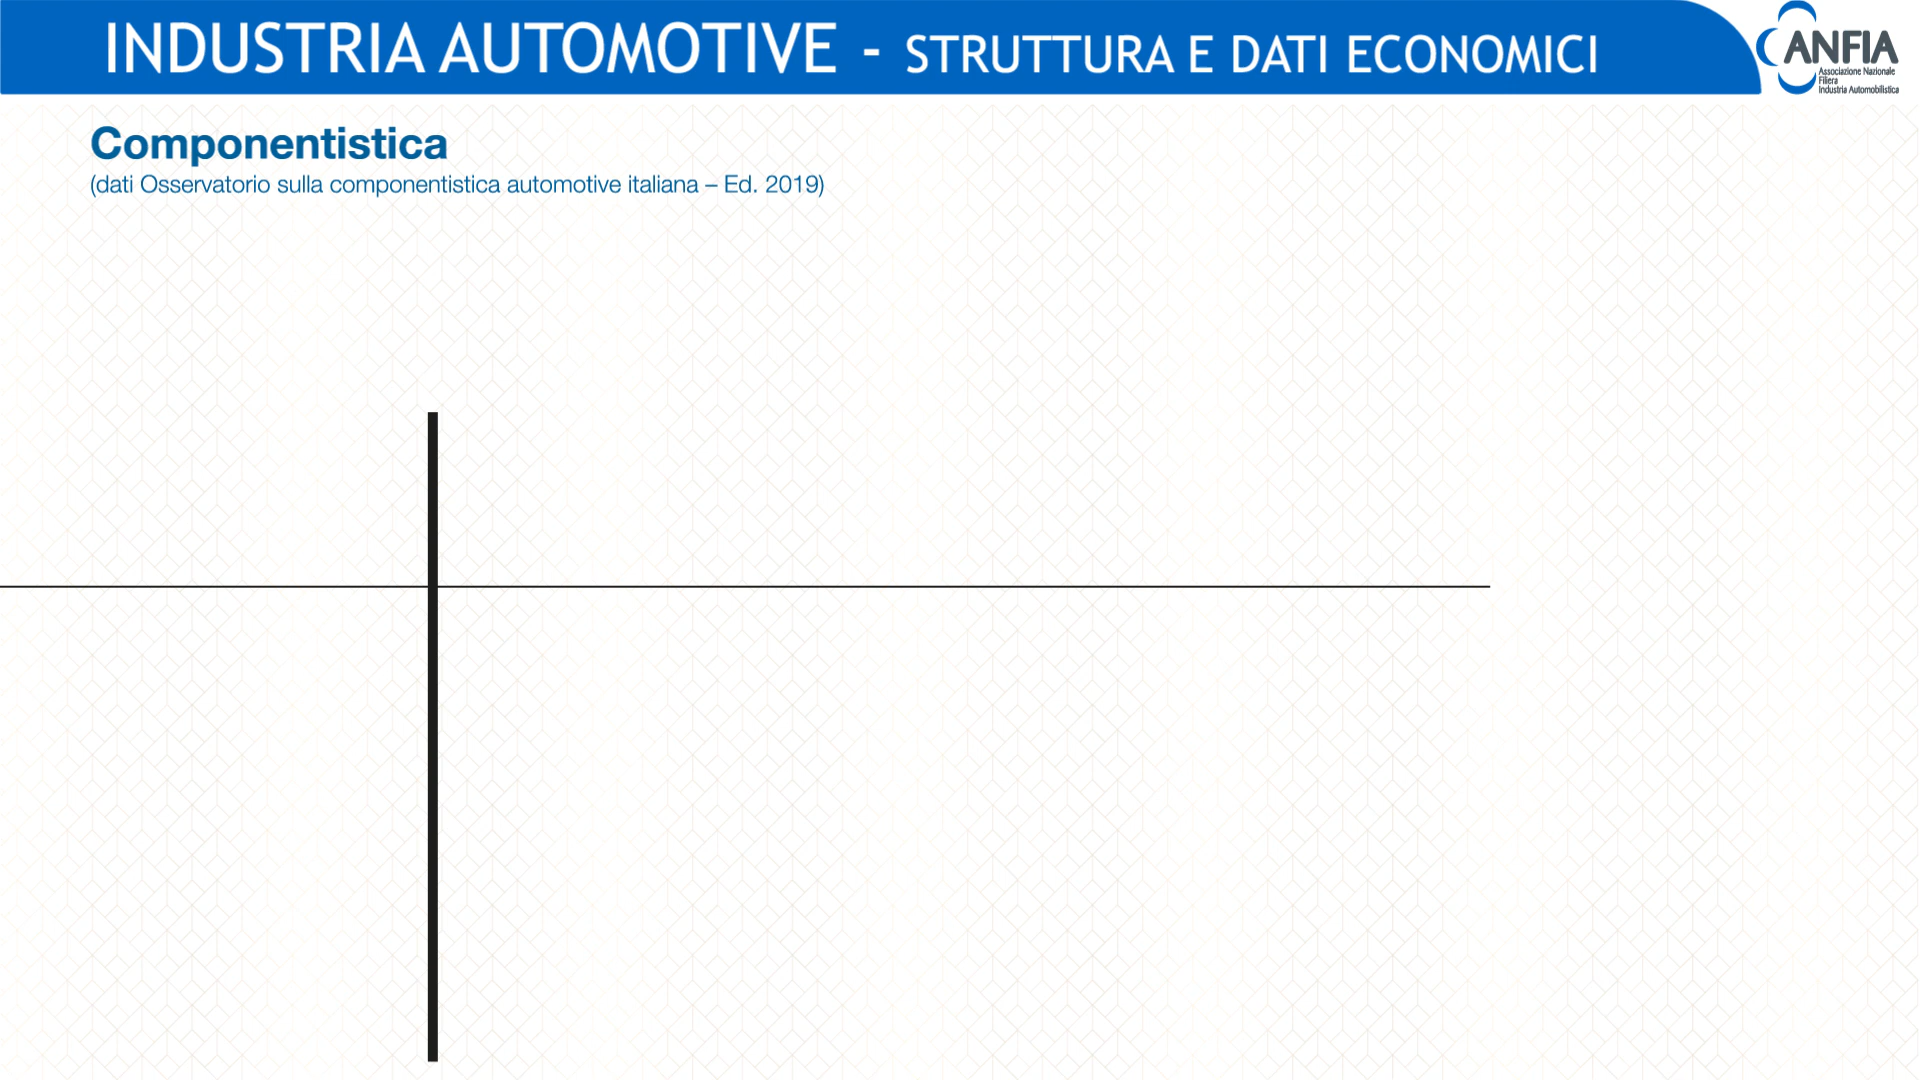 INDUSTRIA AUTOMOTIVE - STRUTTURA E DATI ECONOMICI
ANFIA
Associazione Nazionale
Filiera
Industria Automobilistica
Componentistica
(dati Osservatorio sulla componentistica automotive italiana – Ed. 2019)